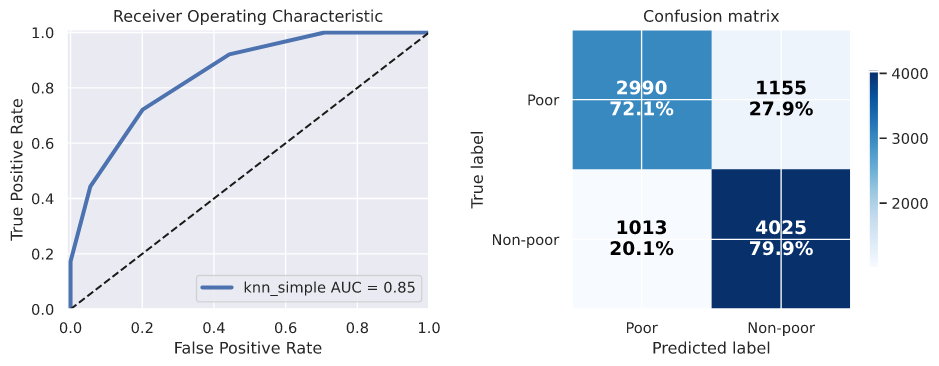 Receiver Operating Characteristic
1.0
0.8
0.6
0.4
0.2
0.0
True Positive Rate
0.0 0.2 0.4 0.6 0.8 1.0
False Positive Rate
knn_simple AUC = 0.85
Confusion matrix
True label
Poor
Non-poor
2990 1155
72.1% 27.9%
1013 4025
20.1% 79.9%
Poor Non-poor
Predicted label
4000
3000
2000